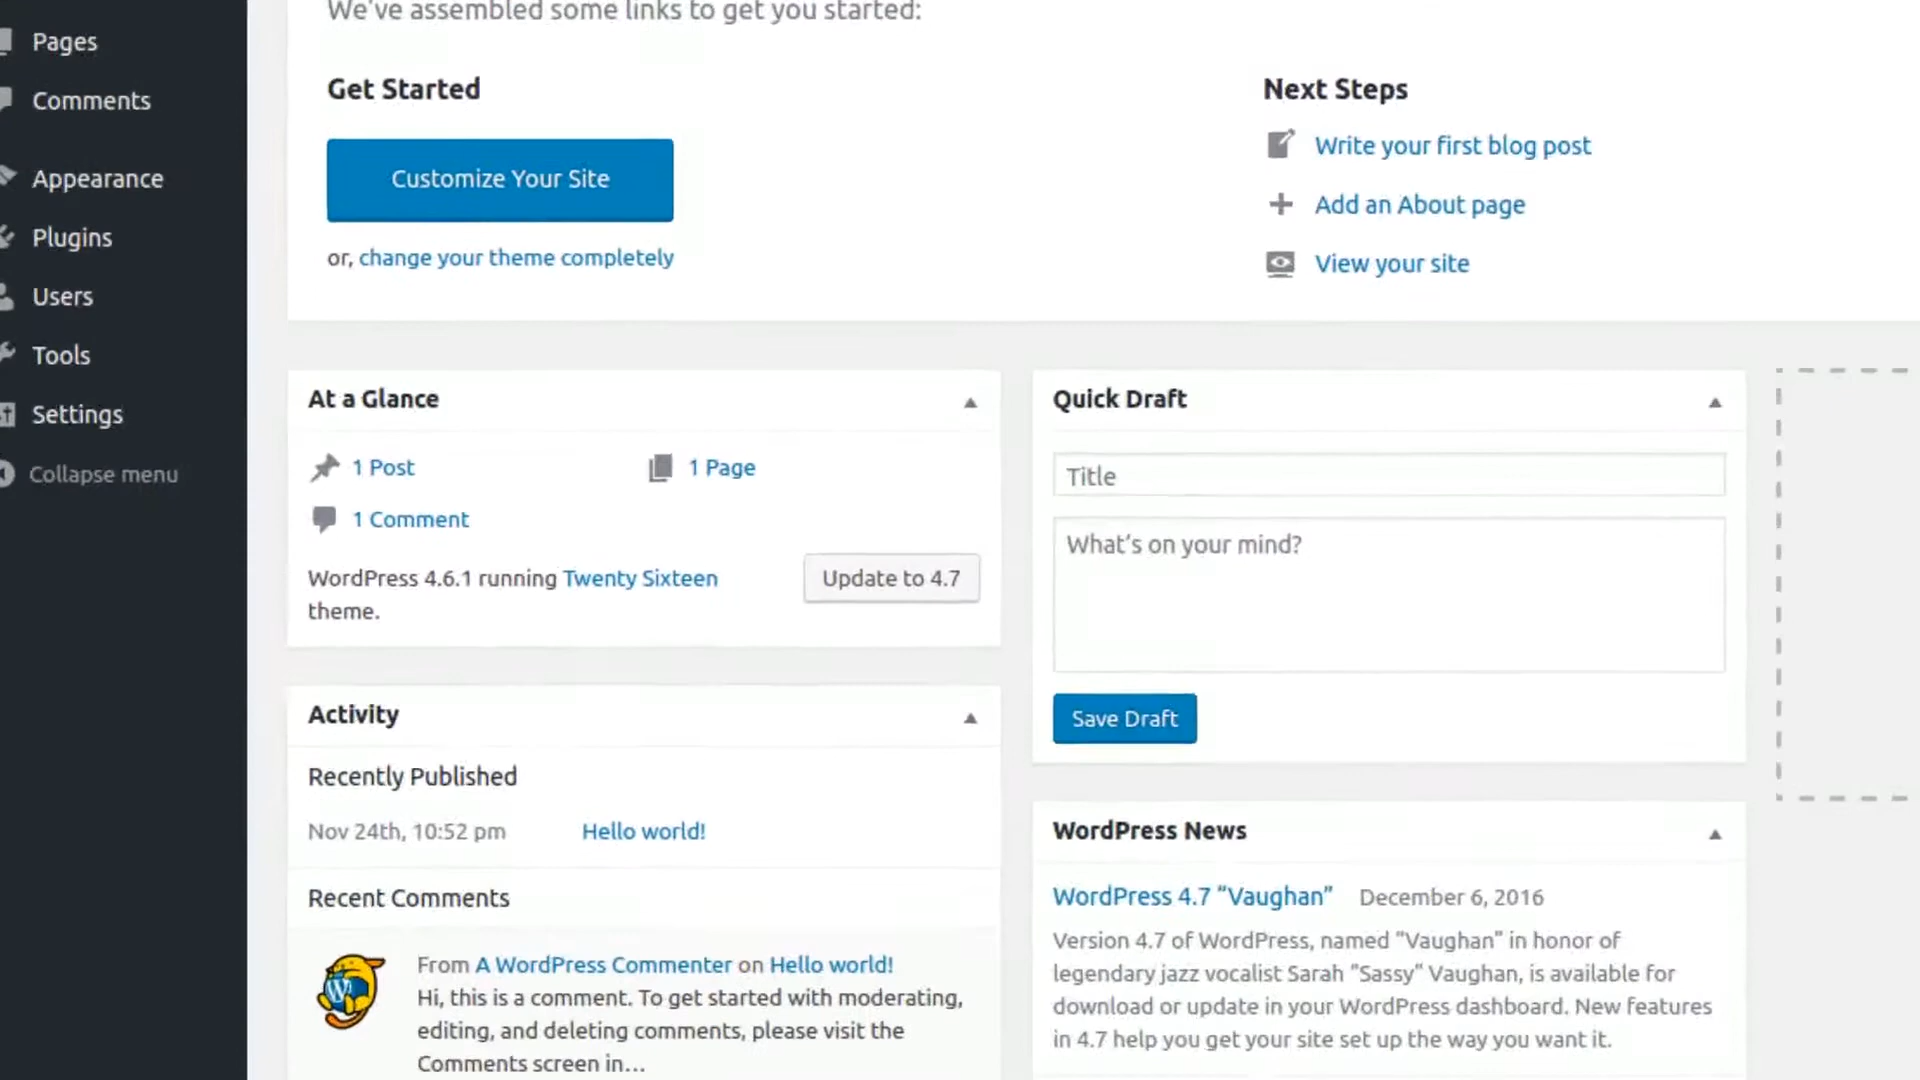 We've assembled some links to get you started:
Pages
Comments
Appearance
Plugins
Users
Tools
Settings
Collapse menu
Get Started
Customize Your Site
or, change your theme completely
Next Steps
Write your first blog post
Add an About page
View your site
At a Glance
1 Post
1 Page
1 Comment
WordPress 4.6.1 running Twenty Sixteen
theme.
Update to 4.7
Activity
Recently Published
Nov 24th, 10:52 pm
Hello world!
Recent Comments
From A WordPress Commenter on Hello world!
Hi, this is a comment. To get started with moderating,
editing, and deleting comments, please visit the
Comments screen in…
Quick Draft
Title
What's on your mind?
Save Draft
WordPress News
WordPress 4.7 “Vaughan” December 6, 2016
Version 4.7 of WordPress, named “Vaughan” in honor of
legendary jazz vocalist Sarah "Sassy" Vaughan, is available for
download or update in your WordPress dashboard. New features
in 4.7 help you get your site set up the way you want it.